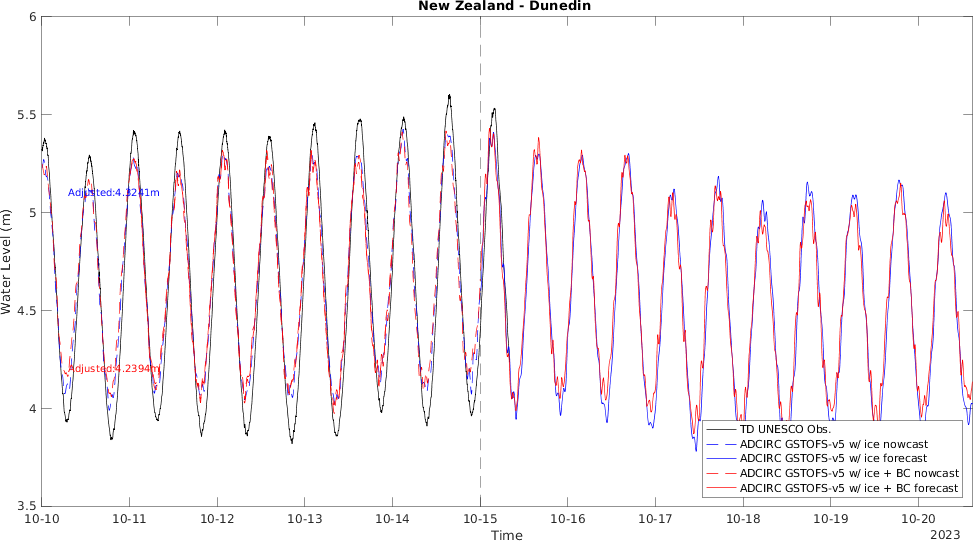 New Zealand - Dunedin
6
5.5
5
4.5
4
3.5
Water Level (m)
Adjusted:4.3241m
Adjusted:4.2394m
TD UNESCO Obs.
ADCIRC GSTOFS-v5 w/ ice nowcast
ADCIRC GSTOFS-v5 w/ ice forecast
ADCIRC GSTOFS-v5 w/ ice + BC nowcast
ADCIRC GSTOFS-v5 w/ ice + BC forecast
10-10 10-11 10-12 10-13 10-14 10-15 10-16 10-17 10-18 10-19 10-20
Time
2023